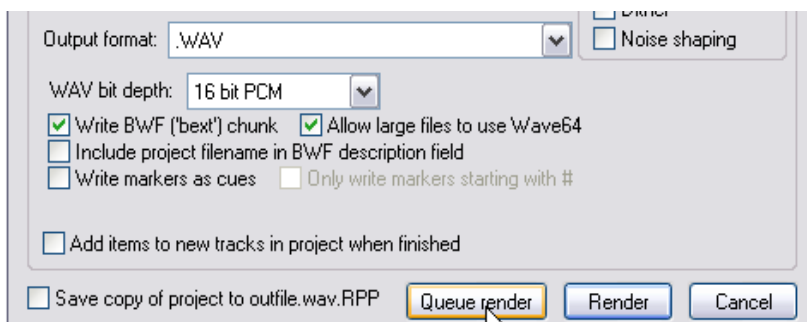 Dither
Output format: .WAV
Noise shaping
WAV bit depth: 16 bit PCM
Write BWF ('bext') chunk Allow large files to use Wave64
Include project filename in BWF description field
Write markers as cues Only write markers starting with #
Add items to new tracks in project when finished
Save copy of project to outfile.wav.RPP Queue render Render Cancel